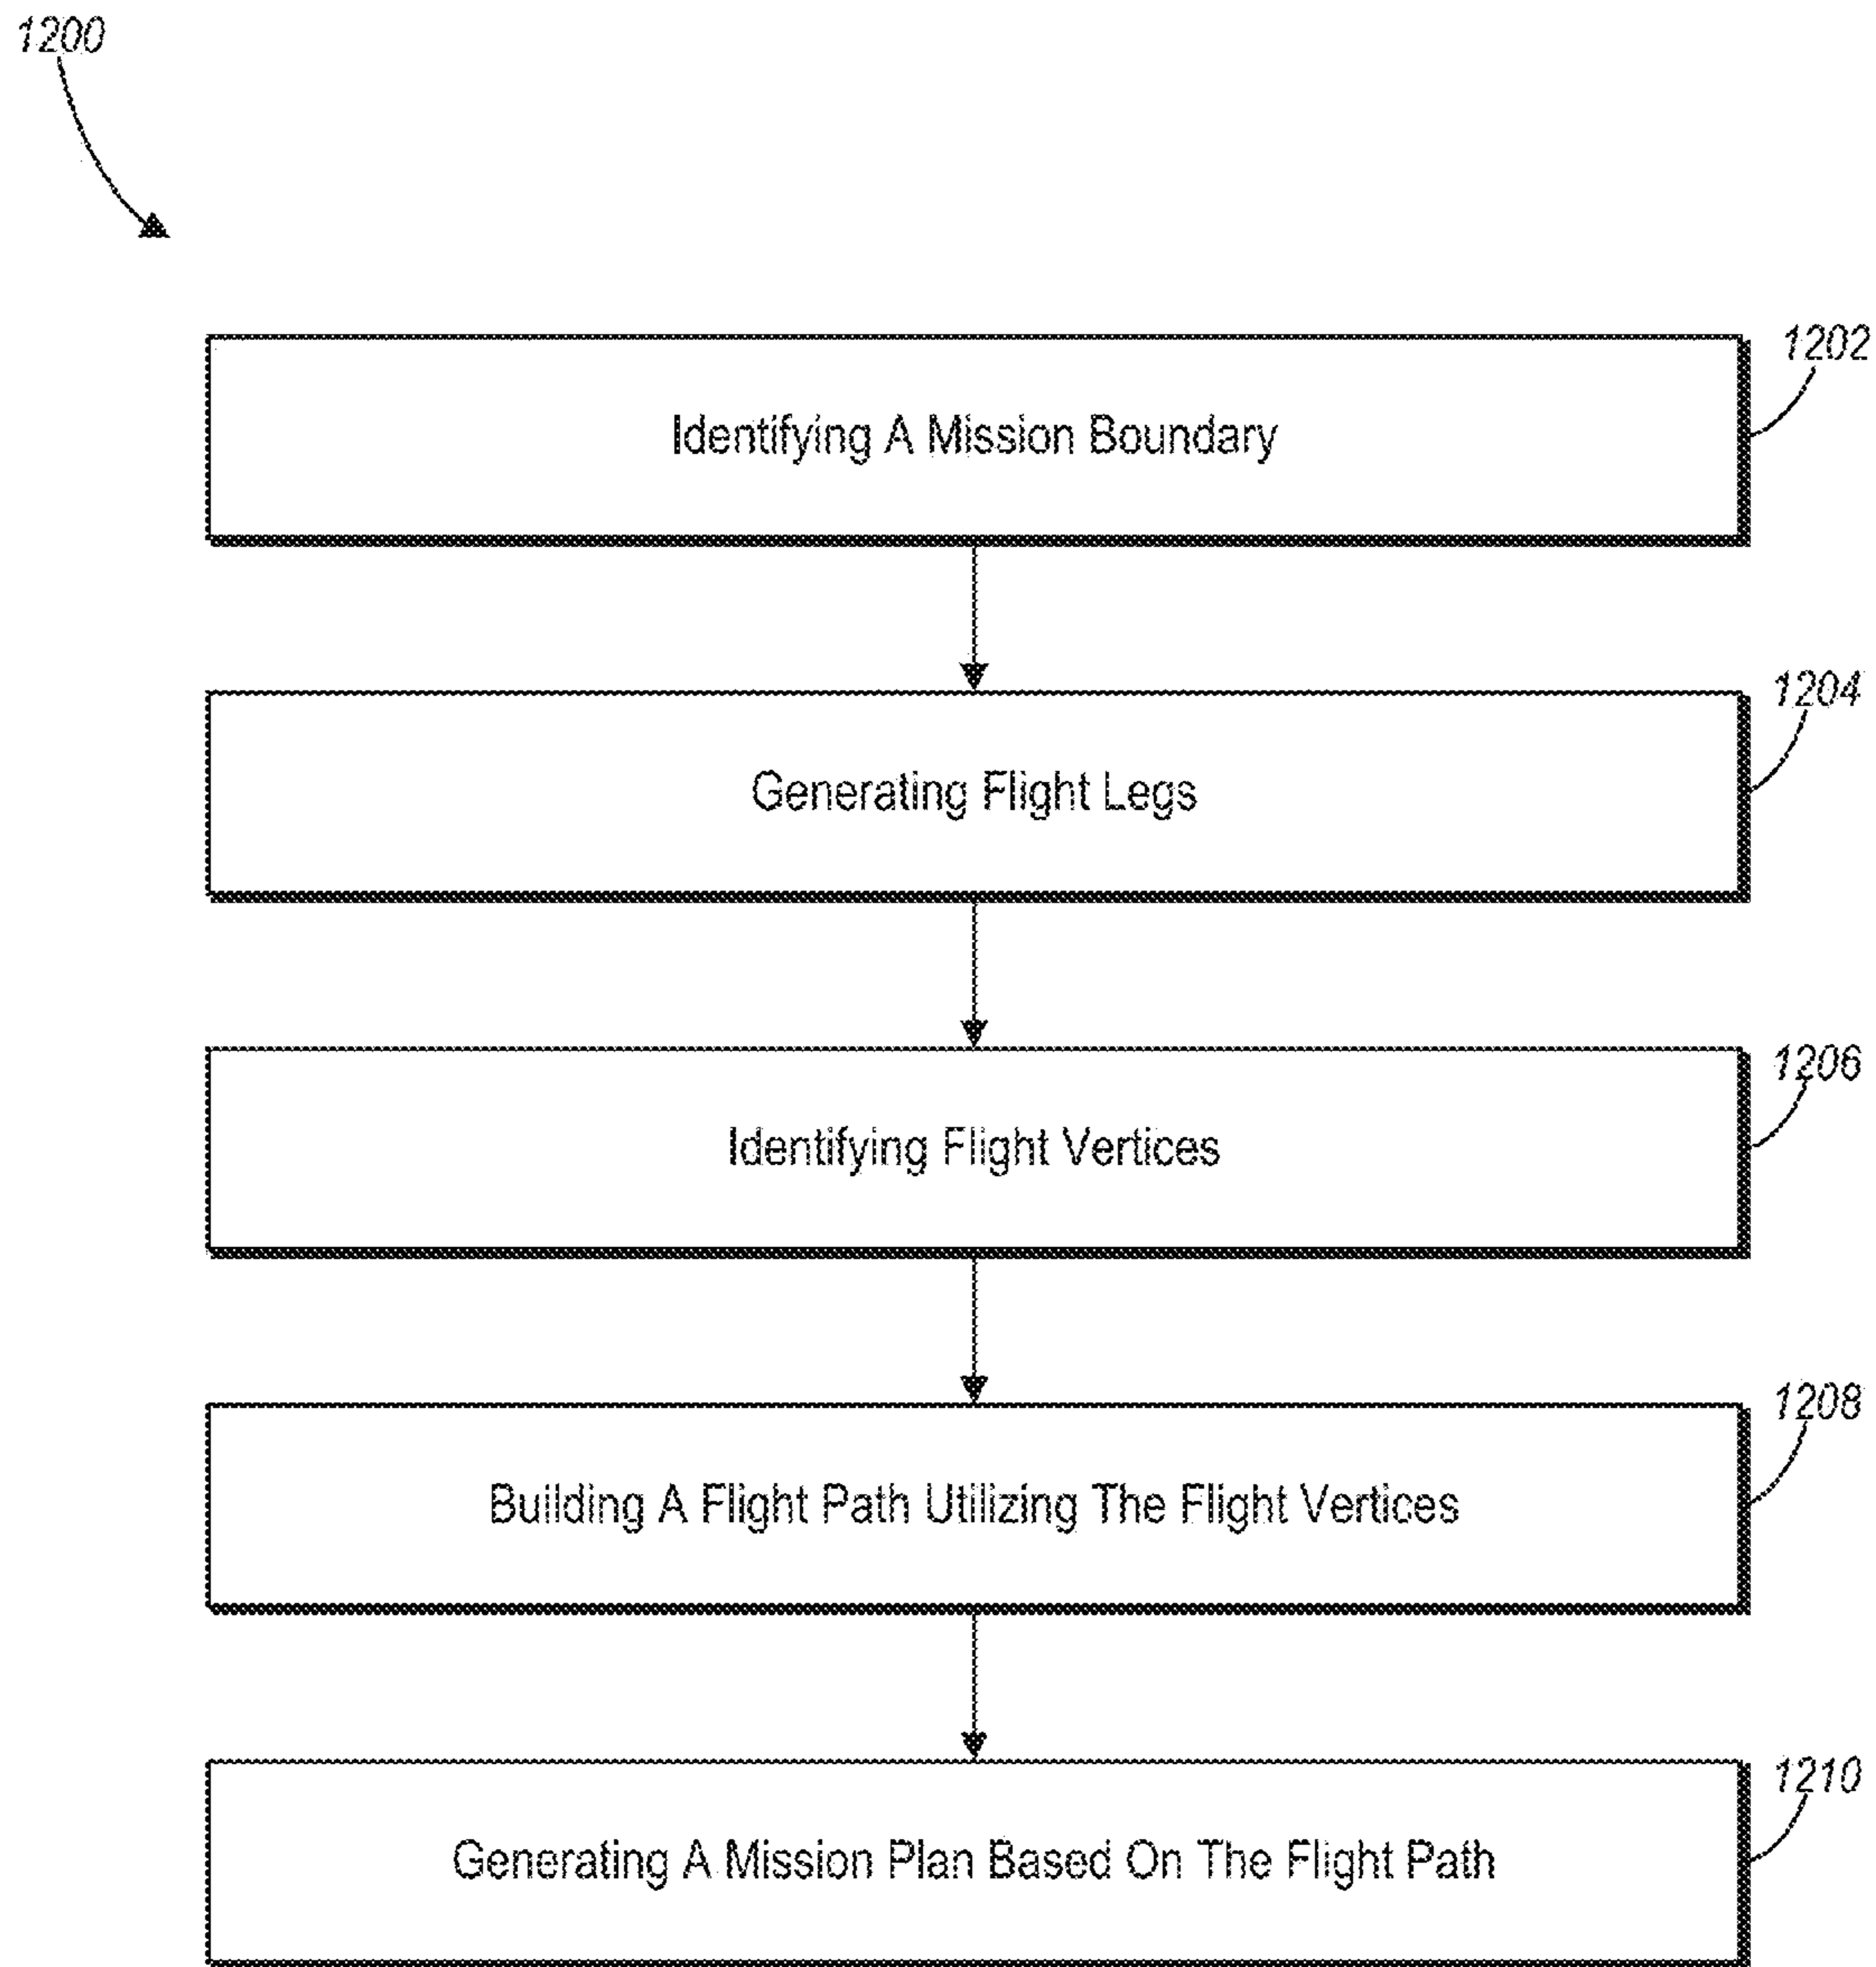 1200
1202
Identifying A Mission Boundary
1204
Generating Flight Legs
1206
Identifying Flight Vertices
1208
Building A Flight Path Utilizing The Flight Vertices
1210
Generating A Mission Plan Based On The Flight Path